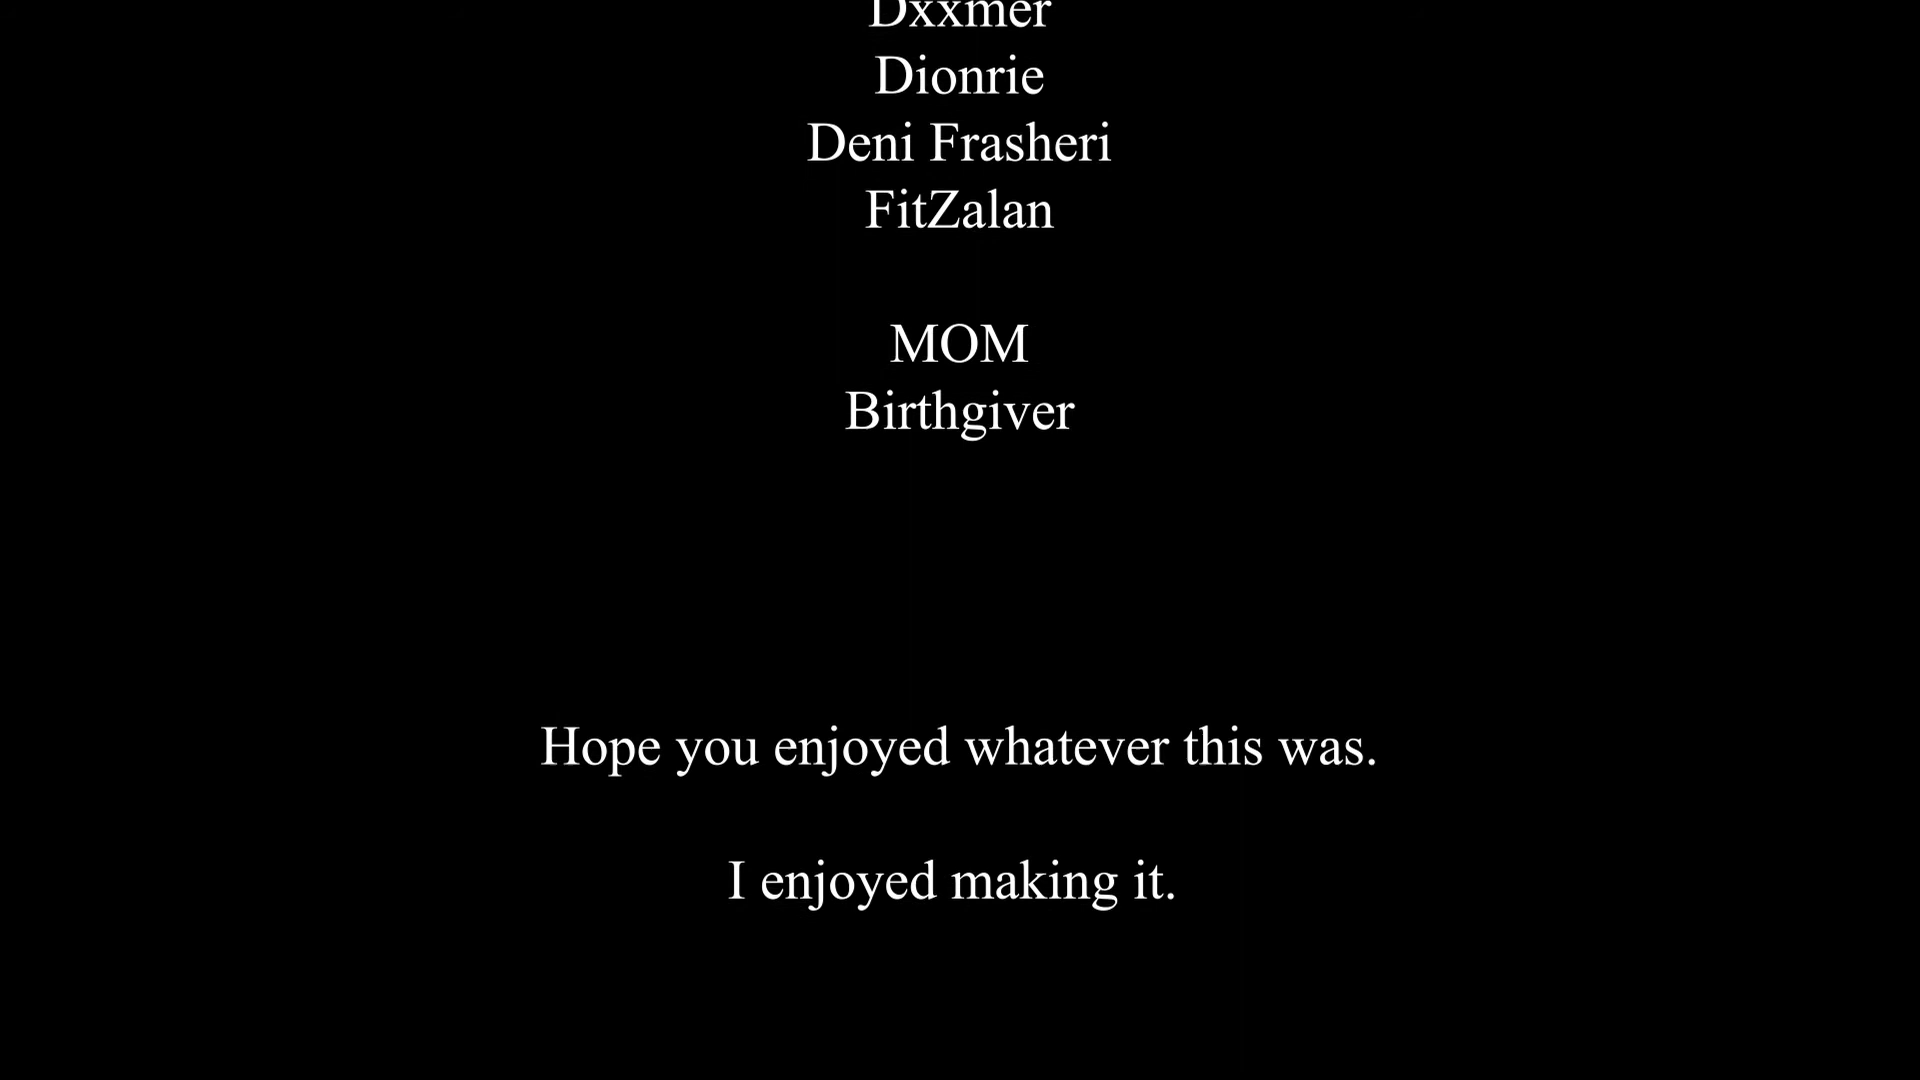 Dxxmer
Dionrie
Deni Frasheri
FitZalan
MOM
Birthgiver
Hope you enjoyed whatever this was.
I enjoyed making it.